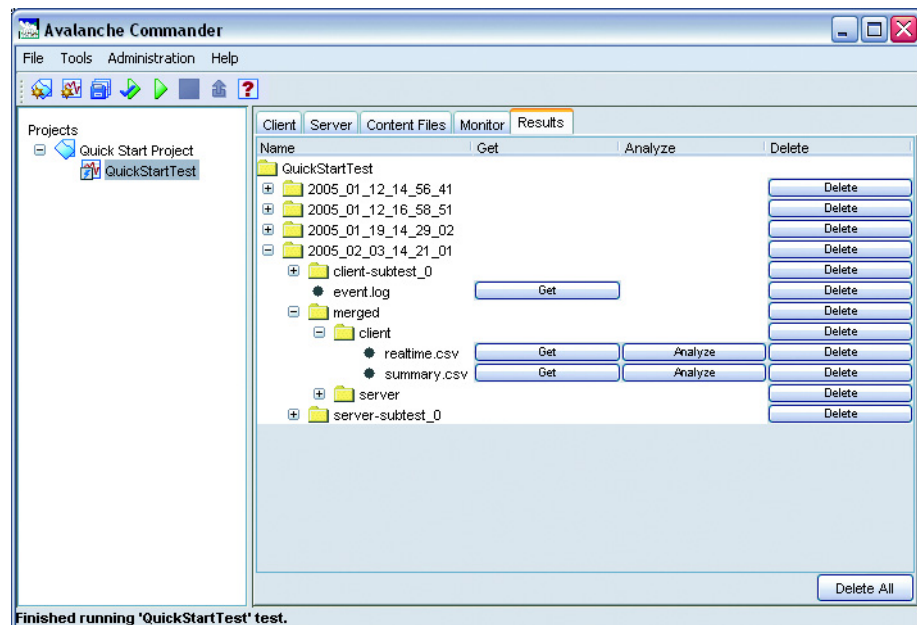 Avalanche Commander
File Tools Administration Help
Projects
Quick Start Project
QuickStartTest
Client Server Content Files Monitor Results
Name Get Analyze Delete
QuickStartTest
2005_01_12_14_56_41 Delete
2005_01_12_16_58_51 Delete
2005_01_19_14_29_02 Delete
2005_02_03_14_21_01 Delete
client-subtest_0 Delete
event.log Get Delete
merged Delete
client Delete
realtime.csv Get Analyze Delete
summary.csv Get Analyze Delete
server Delete
server-subtest_0 Delete
Delete All
Finished running 'QuickStartTest' test.